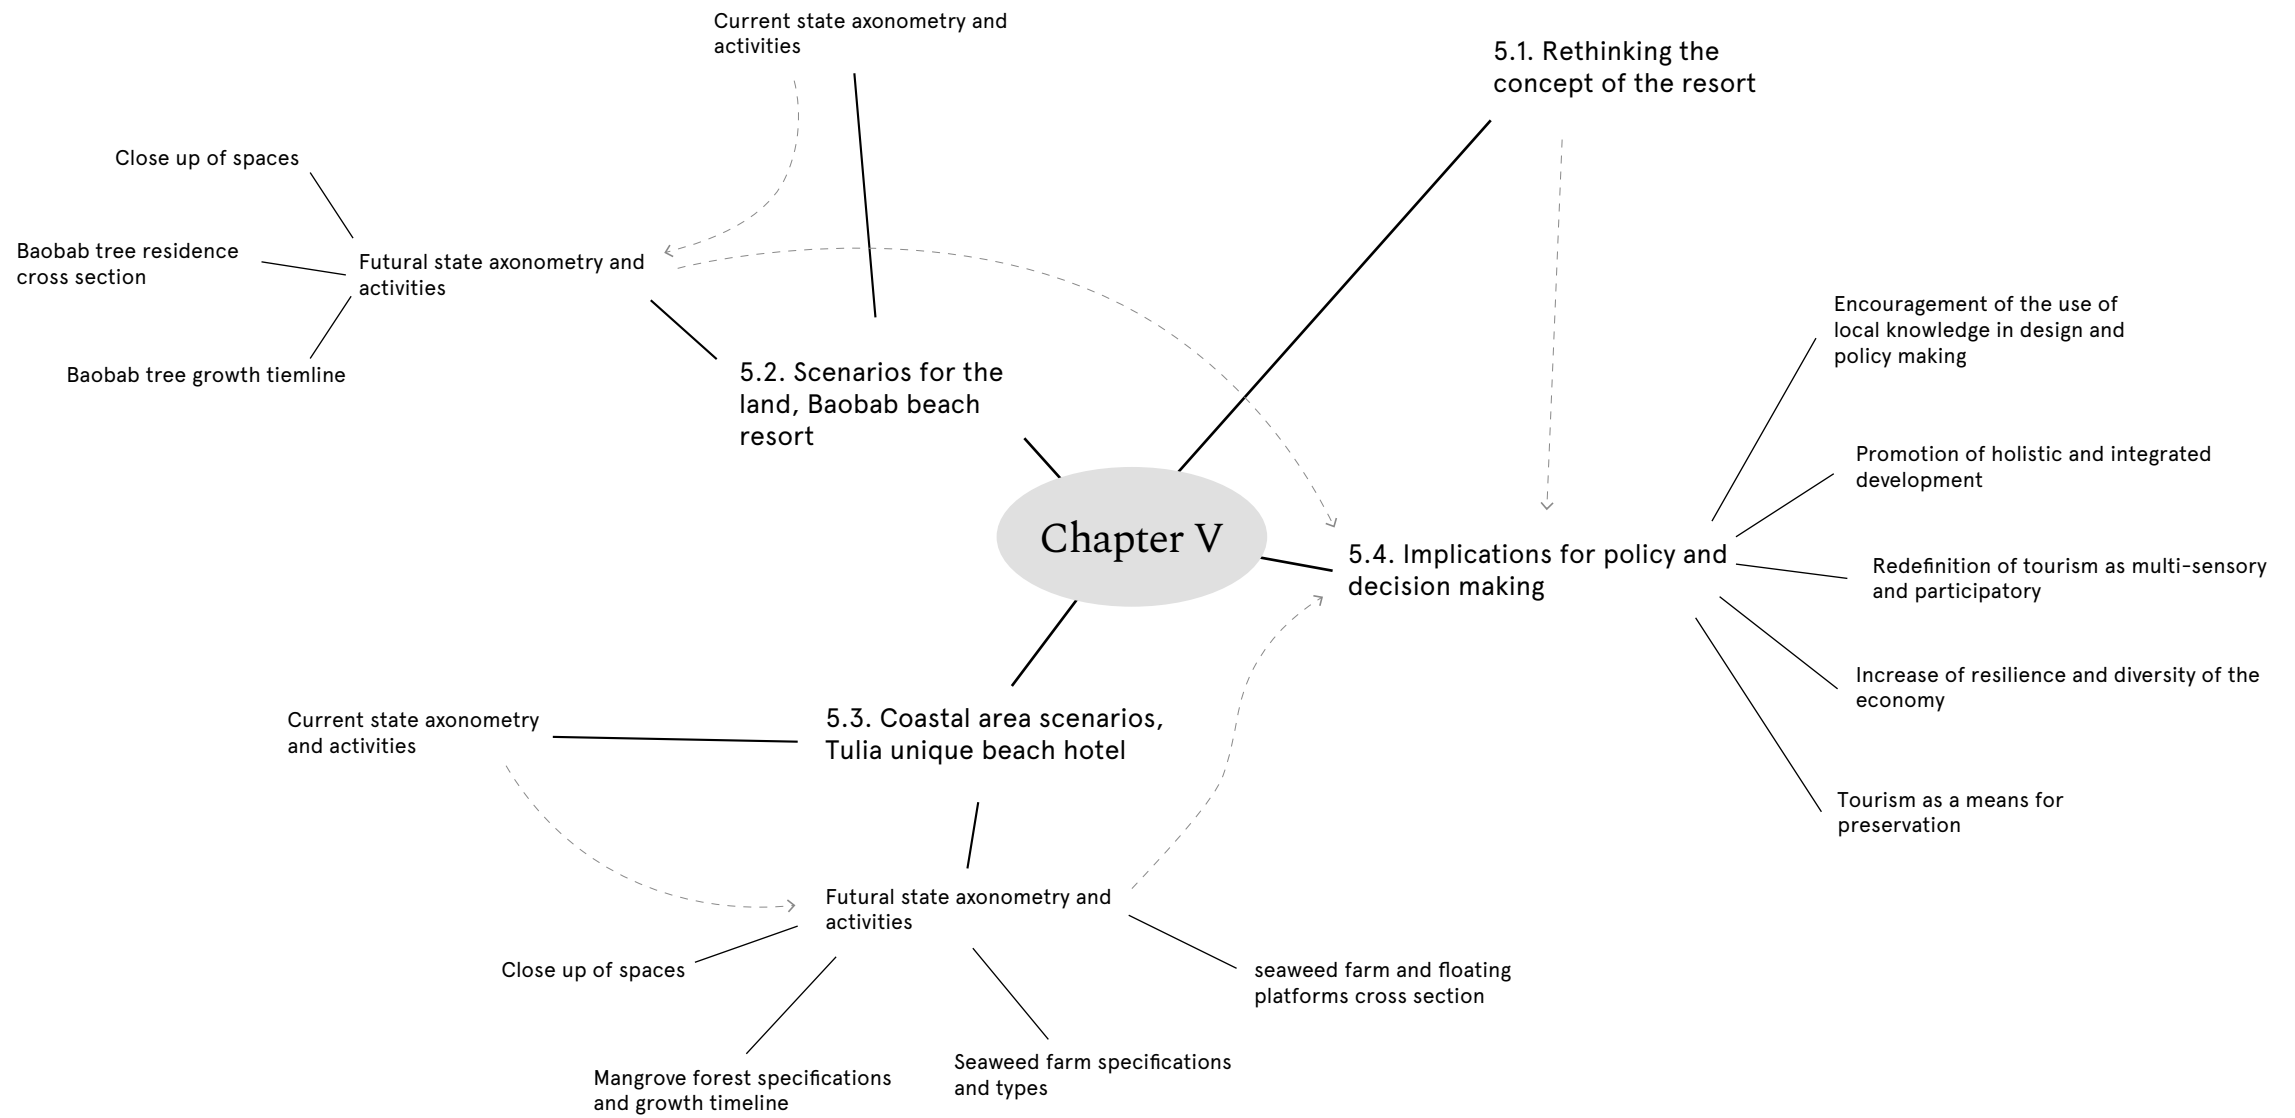 Current state axonometry and
activities
5.1. Rethinking the
concept of the resort
Close up of spaces
Baobab tree residence
cross section
Futural state axonometry and
activities
Baobab tree growth tiemline
5.2. Scenarios for the
land, Baobab beach
resort
Encouragement of the use of
local knowledge in design and
policy making
Promotion of holistic and integrated
development
Chapter V
5.4. Implications for policy and
decision making
Redefinition of tourism as multi-sensory
and participatory
Increase of resilience and diversity of the
economy
Tourism as a means for
preservation
Current state axonometry
and activities
5.3. Coastal area scenarios,
Tulia unique beach hotel
Futural state axonometry and
activities
Close up of spaces
seaweed farm and floating
platforms cross section
Mangrove forest specifications
and growth timeline
Seaweed farm specifications
and types